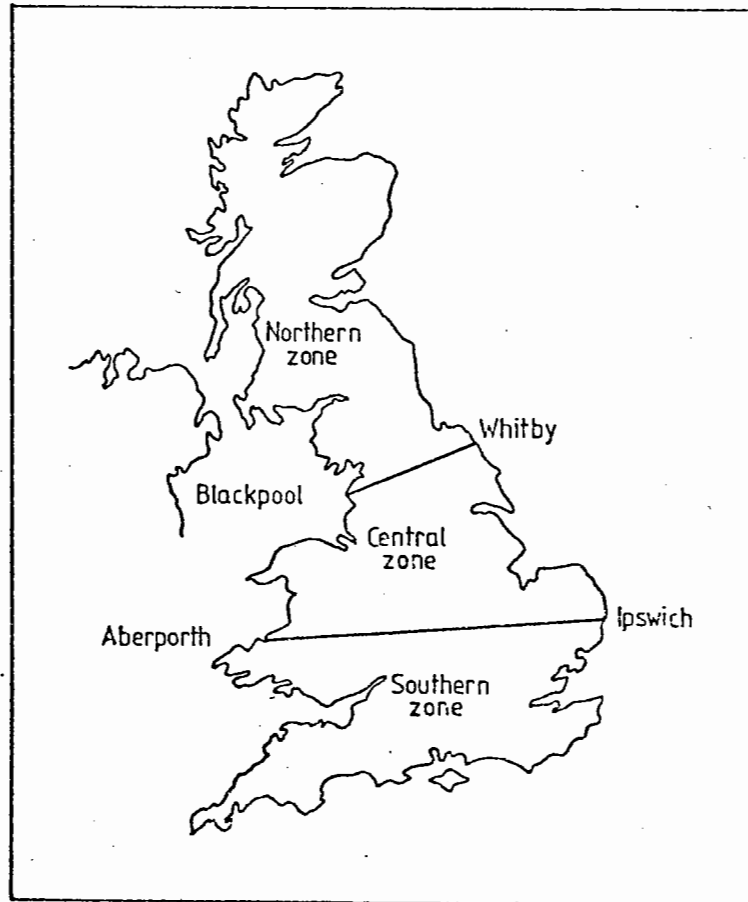 Northern
zone
Whitby
Blackpool
Central
zone
Aberporth
Ipswich
Southern
zone